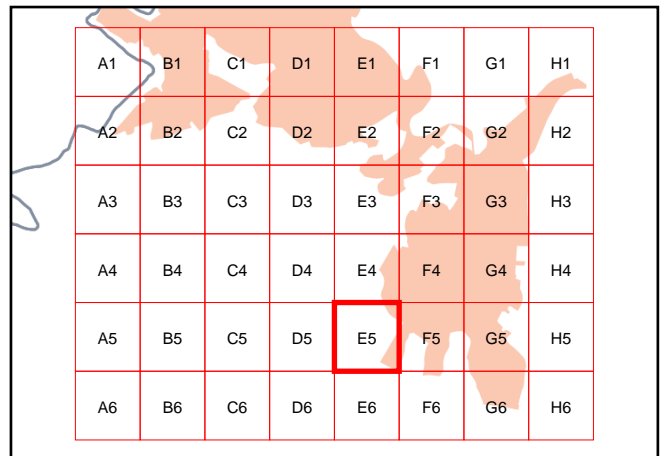 A1 B1 C1 D1 E1 F1 G1 H1
A2 B2 C2 D2 E2 F2 G2 H2
A3 B3 C3 D3 E3 F3 G3 H3
A4 B4 C4 D4 E4 F4 G4 H4
A5 B5 C5 D5 E5 F5 G5 H5
A6 B6 C6 D6 E6 F6 G6 H6